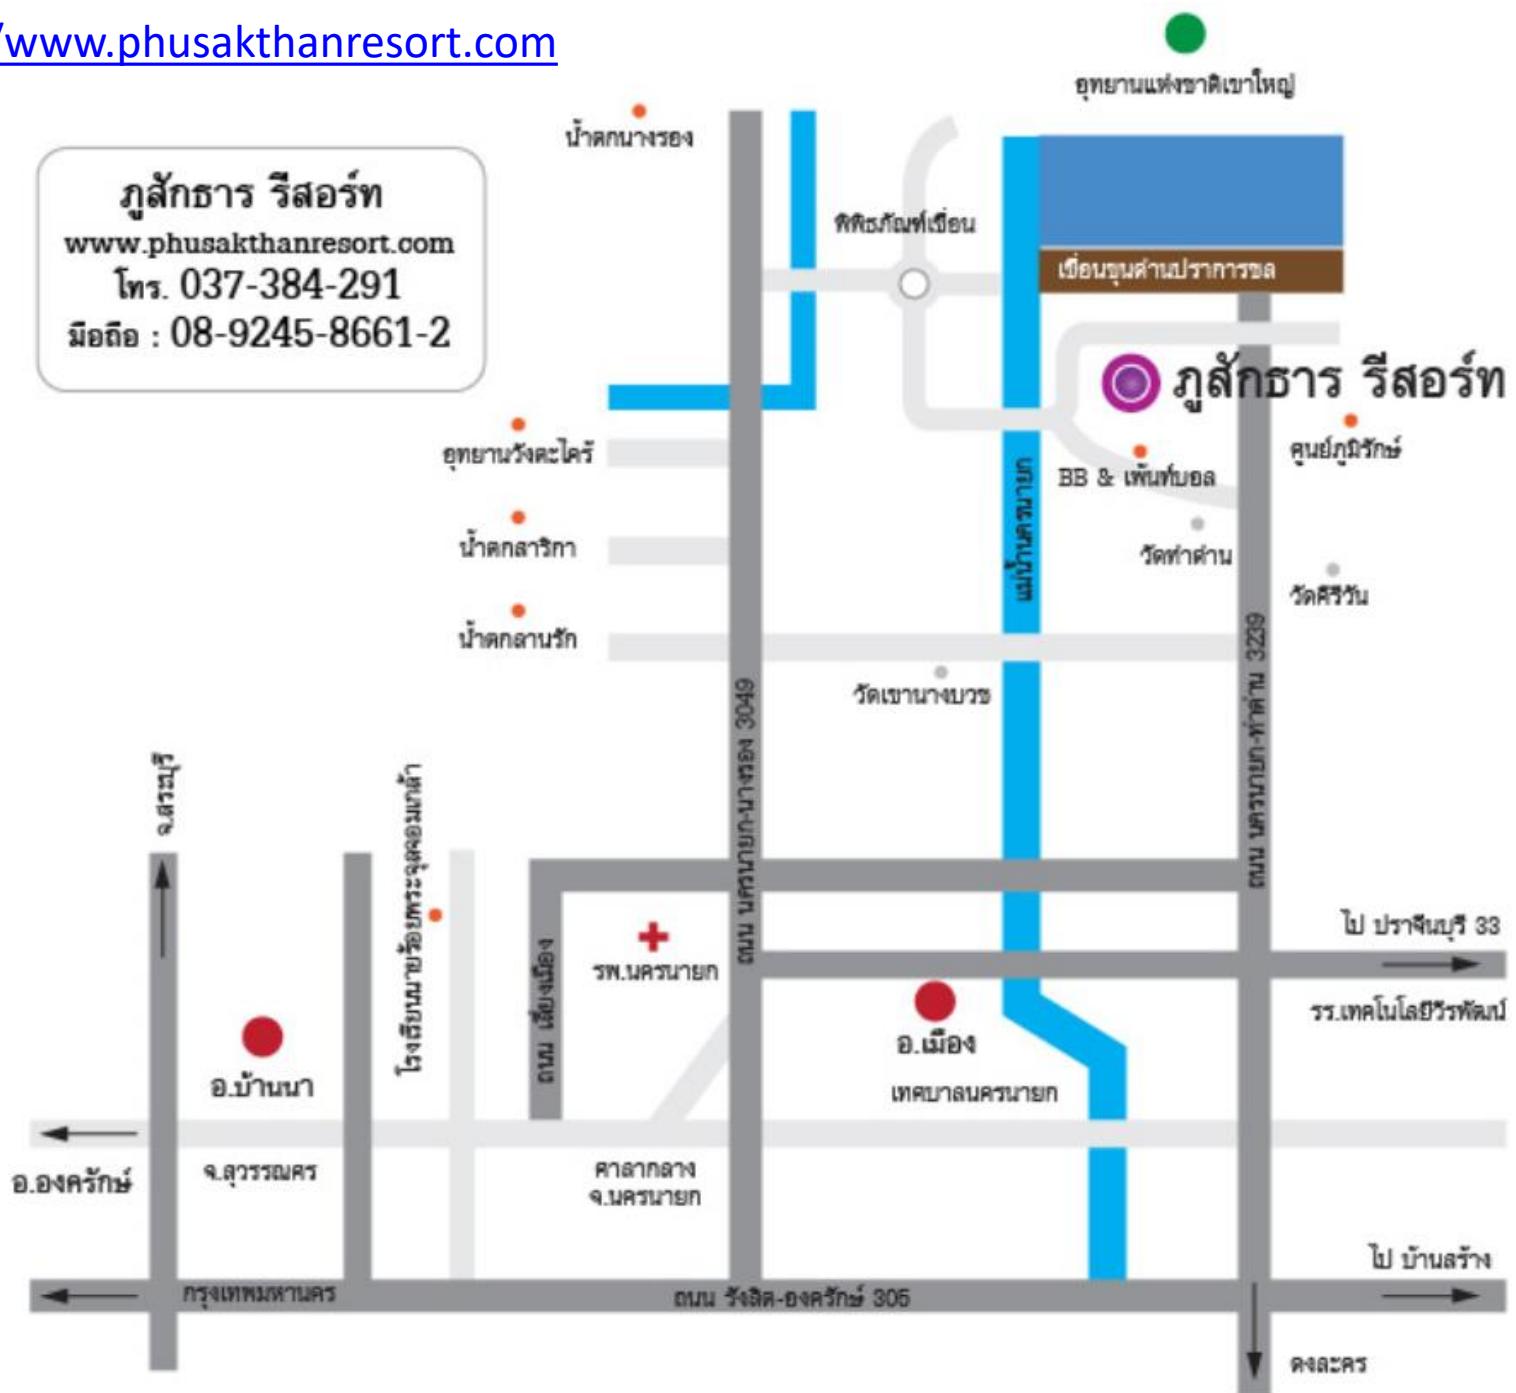 /www.phusakthanresort.com
อุทยานแห่งชาติเขาใหญ่
น้ำตกนางรอง
ภูสักธาร รีสอร์ท
www.phusakthanresort.com
โทร. 037-384-291
มือถือ : 08-9245-8661-2
พิพิธภัณฑ์เขื่อน
เขื่อนขุนด่านปราการชล
ภูสักธาร รีสอร์ท
อุทยานวังตะไคร้
ศูนย์ภูมิรักษ์
BB & เพ้นท์บอล
แม่น้ำนครนายก
น้ำตกสาริกา
วัดท่าด่าน
วัดคีรีวัน
น้ำตกลานรัก
วัดเขานางบวช
ถนน นครนายก-นางรอง 3049
ถนน นครนายก-ท่าด่าน 3239
จ.สระบุรี
โรงเรียนนายร้อยพระจุลจอมเกล้า
ถนน เลี่ยงเมือง
รพ.นครนายก
ไป ปราจีนบุรี 33
รร.เทคโนโลยีวีรพัฒน์
อ.เมือง
เทศบาลนครนายก
อ.บ้านนา
อ.องครักษ์
จ.สุวรรณศร
ศาลากลาง
จ.นครนายก
ไป บ้านสร้าง
กรุงเทพมหานคร
ถนน รังสิต-องครักษ์ 305
ดงละคร